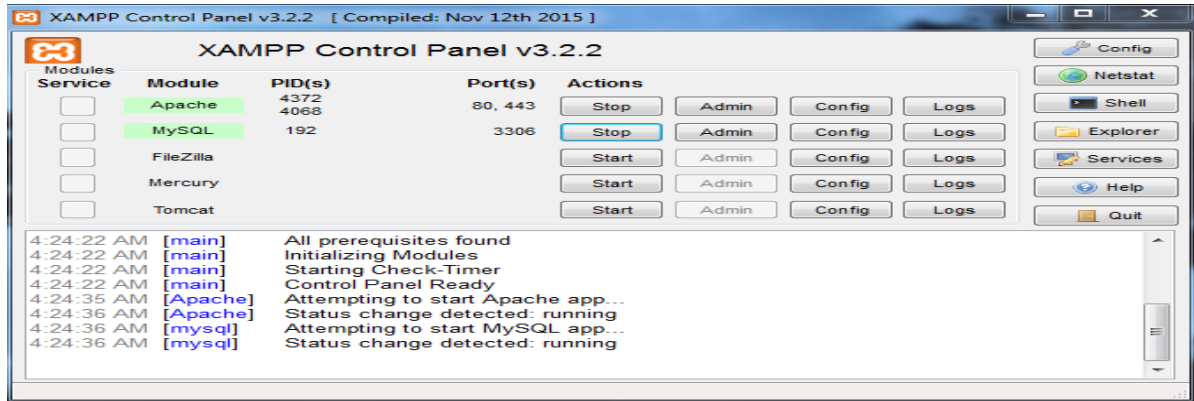 XAMPP Control Panel v3.2.2 [ Compiled: Nov 12th 2015 ]
XAMPP Control Panel v3.2.2
Config
Modules
Service Module PID(s) Port(s) Actions
Netstat
Apache 4372 4068 80, 443 Stop Admin Config Logs
Shell
MySQL 192 3306 Stop Admin Config Logs
Explorer
FileZilla Start Admin Config Logs
Services
Mercury Start Admin Config Logs
Help
Tomcat Start Admin Config Logs
Quit
4:24:22 AM [main] All prerequisites found
4:24:22 AM [main] Initializing Modules
4:24:22 AM [main] Starting Check-Timer
4:24:22 AM [main] Control Panel Ready
4:24:35 AM [Apache] Attempting to start Apache app...
4:24:36 AM [Apache] Status change detected: running
4:24:36 AM [mysql] Attempting to start MySQL app...
4:24:36 AM [mysql] Status change detected: running